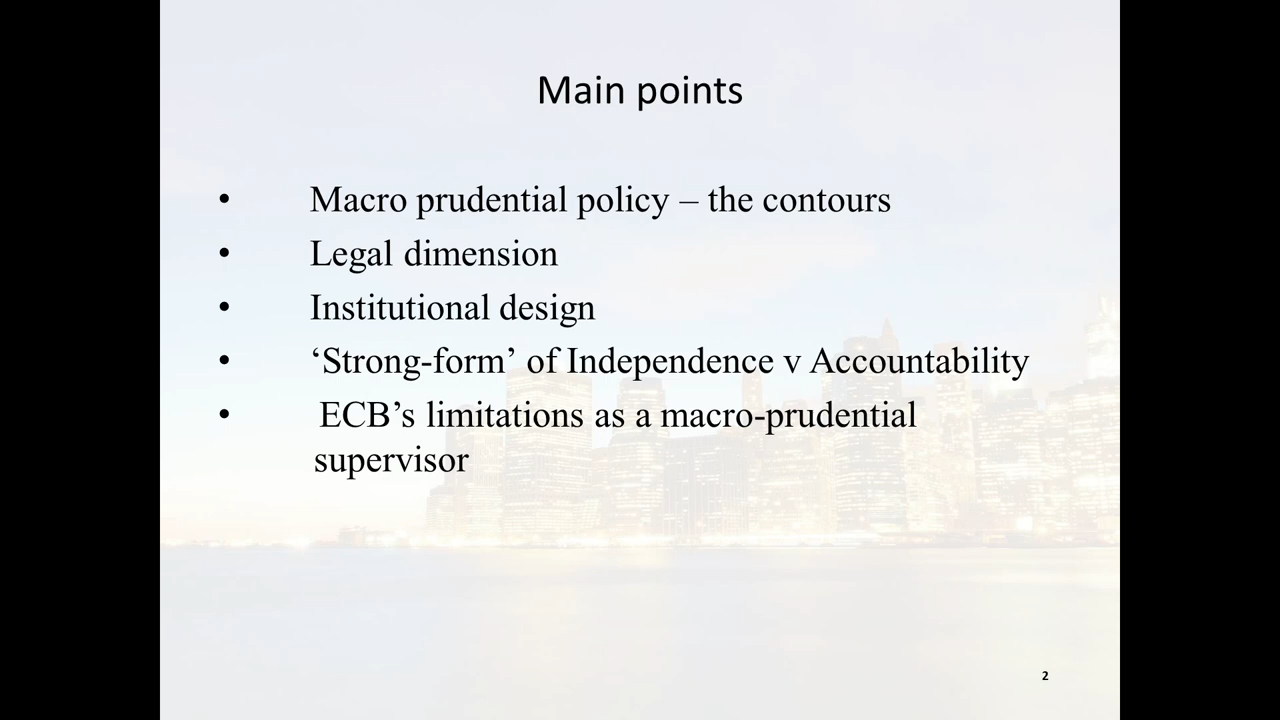 Main points
• Macro prudential policy – the contours
• Legal dimension
• Institutional design
• ‘Strong-form’ of Independence v Accountability
• ECB’s limitations as a macro-prudential
supervisor
2